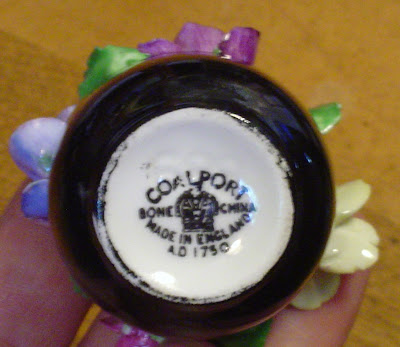 COALPORT
BONE CHINA
MADE IN ENGLAND
A.D. 1750